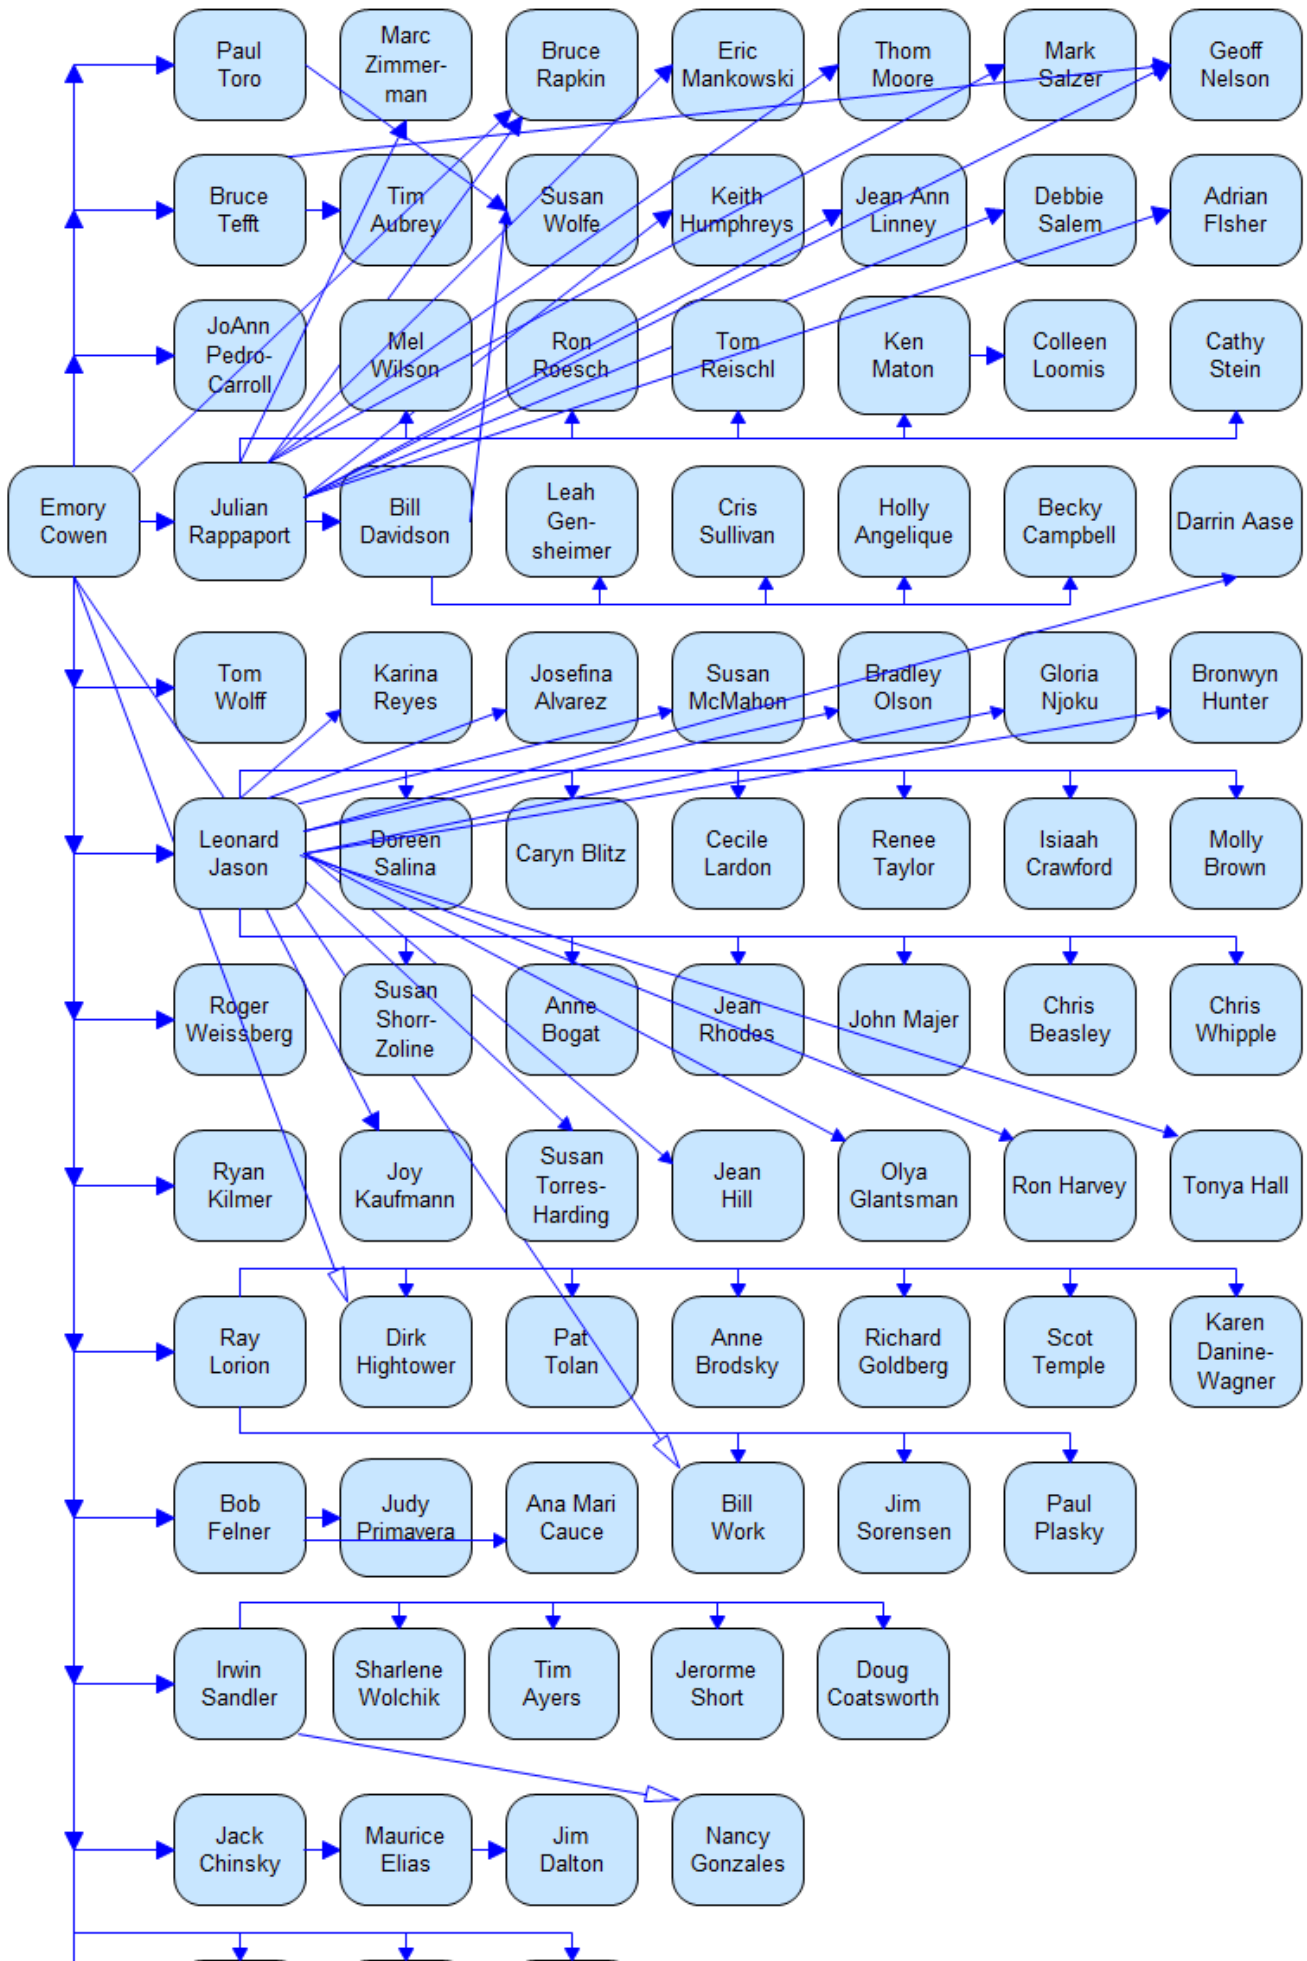 Paul
Toro
Marc
Zimmer-
man
Bruce
Rapkin
Eric
Mankowski
Thom
Moore
Mark
Salzer
Geoff
Nelson
Bruce
Tefft
Tim
Aubrey
Susan
Wolfe
Keith
Humphreys
Jean Ann
Linney
Debbie
Salem
Adrian
FIsher
JoAnn
Pedro-
Carroll
Mel
Wilson
Ron
Roesch
Tom
Reischl
Ken
Maton
Colleen
Loomis
Cathy
Stein
Emory
Cowen
Julian
Rappaport
Bill
Davidson
Leah
Gen-
sheimer
Cris
Sullivan
Holly
Angelique
Becky
Campbell
Darrin Aase
Tom
Wolff
Karina
Reyes
Josefina
Alvarez
Susan
McMahon
Bradley
Olson
Gloria
Njoku
Bronwyn
Hunter
Leonard
Jason
Doreen
Salina
Caryn Blitz
Cecile
Lardon
Renee
Taylor
Isiaah
Crawford
Molly
Brown
Roger
Weissberg
Susan
Shorr-
Zoline
Anne
Bogat
Jean
Rhodes
John Majer
Chris
Beasley
Chris
Whipple
Ryan
Kilmer
Joy
Kaufmann
Susan
Torres-
Harding
Jean
Hill
Olya
Glantsman
Ron Harvey
Tonya Hall
Ray
Lorion
Dirk
Hightower
Pat
Tolan
Anne
Brodsky
Richard
Goldberg
Scot
Temple
Karen
Danine-
Wagner
Bob
Felner
Judy
Primavera
Ana Mari
Cauce
Bill
Work
Jim
Sorensen
Paul
Plasky
Irwin
Sandler
Sharlene
Wolchik
Tim
Ayers
Jerorme
Short
Doug
Coatsworth
Jack
Chinsky
Maurice
Elias
Jim
Dalton
Nancy
Gonzales